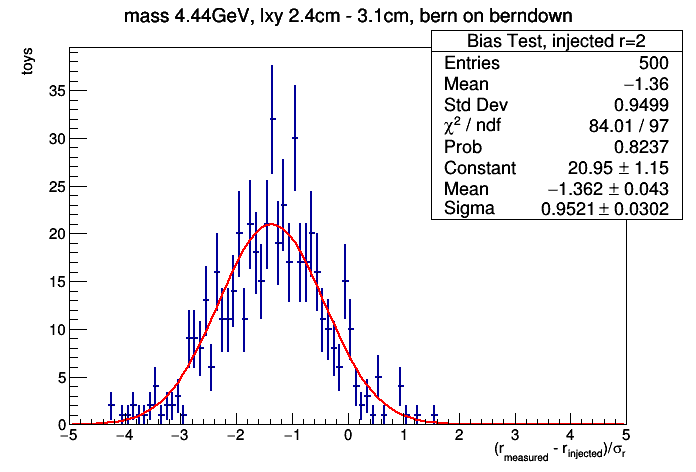 mass 4.44GeV, lxy 2.4cm - 3.1cm, bern on berndown
toys
Bias Test, injected r=2
Entries 500
Mean −1.36
Std Dev 0.9499
χ² / ndf 84.01 / 97
Prob 0.8237
Constant 20.95 ± 1.15
Mean −1.362 ± 0.043
Sigma 0.9521 ± 0.0302
35
30
25
20
15
10
5
0
−5 −4 −3 −2 −1 0 1 2 3 4 5
(r_measured - r_injected)/σ_r